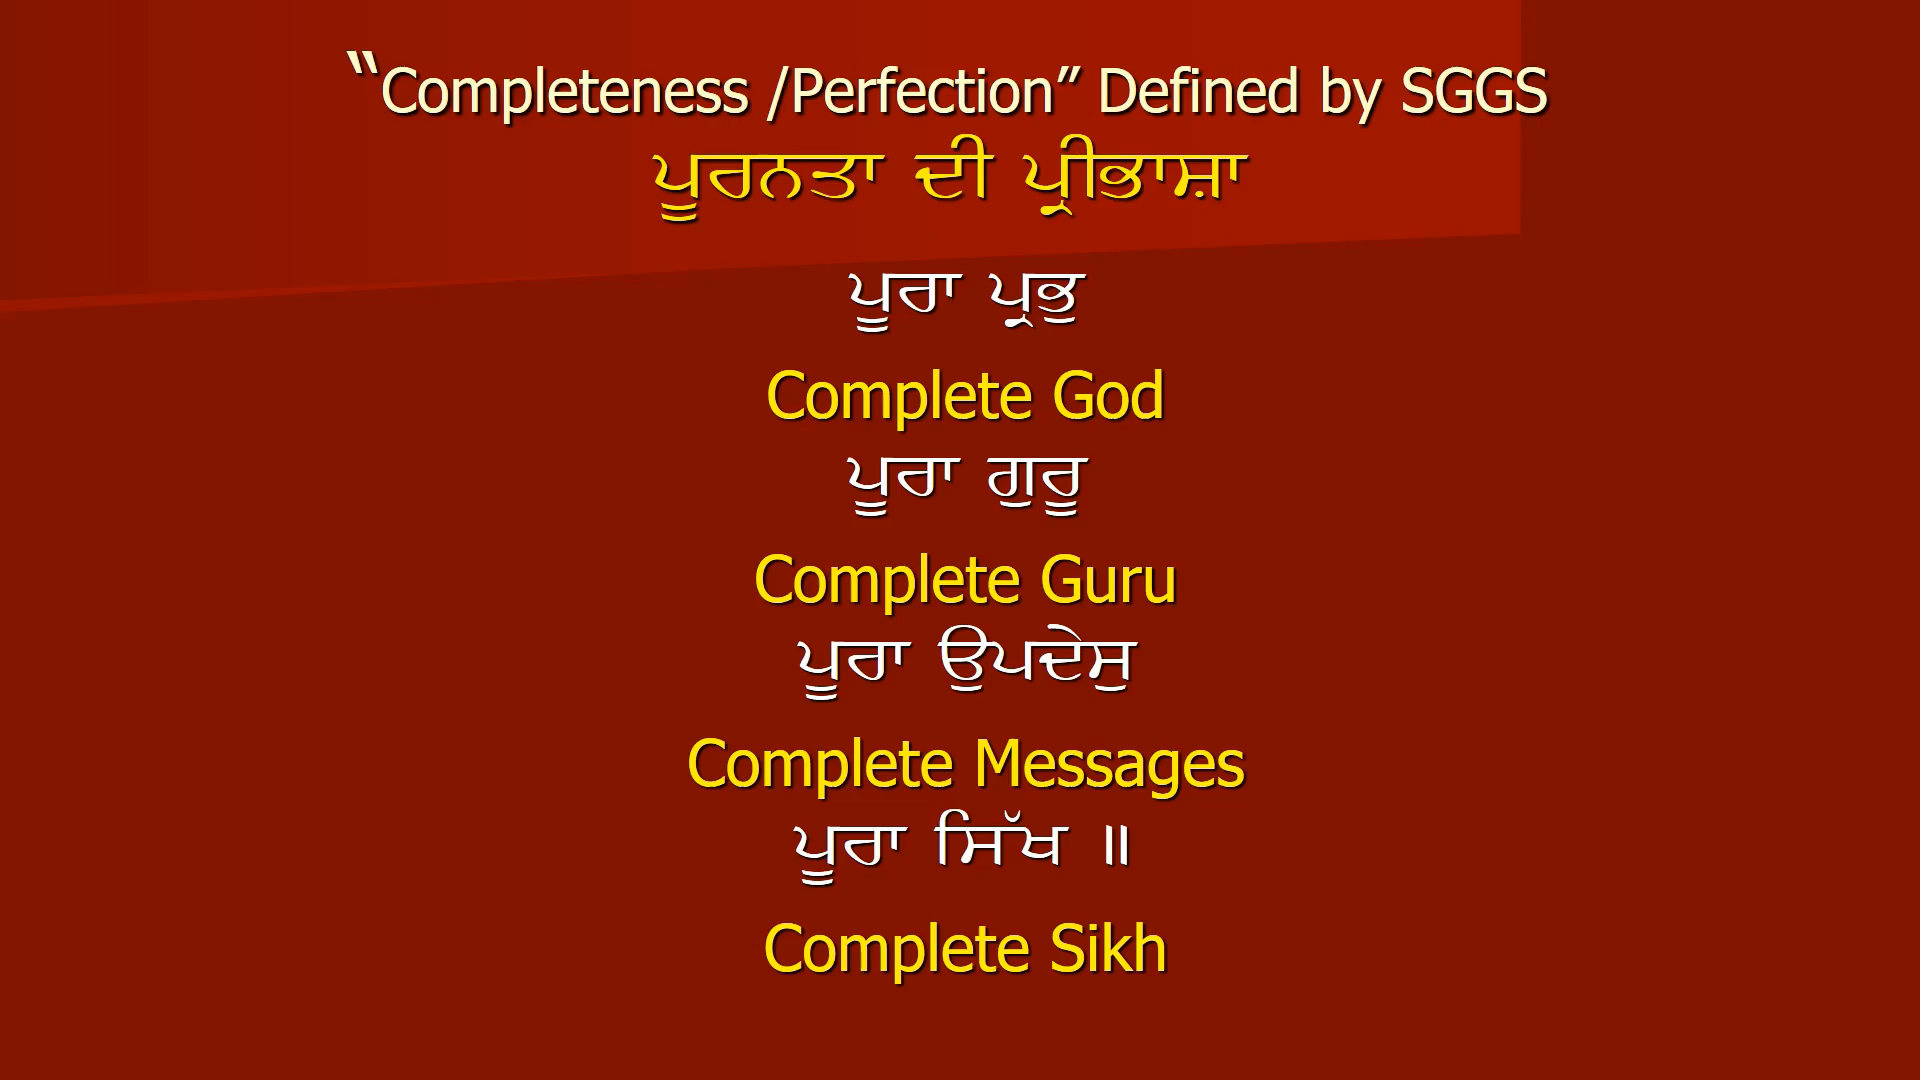 “Completeness /Perfection” Defined by SGGS
ਪੂਰਨਤਾ ਦੀ ਪ੍ਰੀਭਾਸ਼ਾ
ਪੂਰਾ ਪ੍ਰਭੁ
Complete God
ਪੂਰਾ ਗੁਰੂ
Complete Guru
ਪੂਰਾ ਉਪਦੇਸੁ
Complete Messages
ਪੂਰਾ ਸਿੱਖ ॥
Complete Sikh